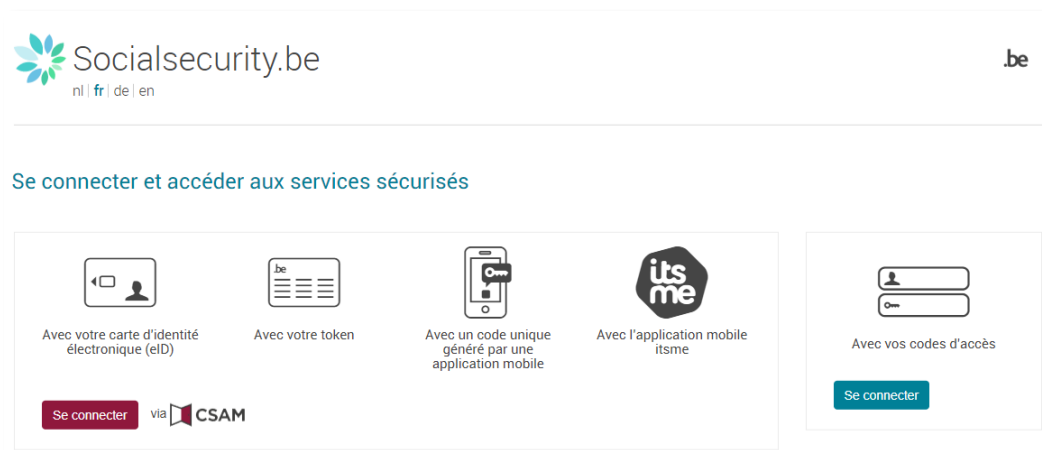 Socialsecurity.be
.be
nl | fr | de | en
Se connecter et accéder aux services sécurisés
.be
its
me
Avec votre carte d'identité
électronique (eID)
Avec votre token
Avec un code unique
généré par une
application mobile
Avec l'application mobile
itsme
Avec vos codes d'accès
Se connecter
via CSAM
Se connecter